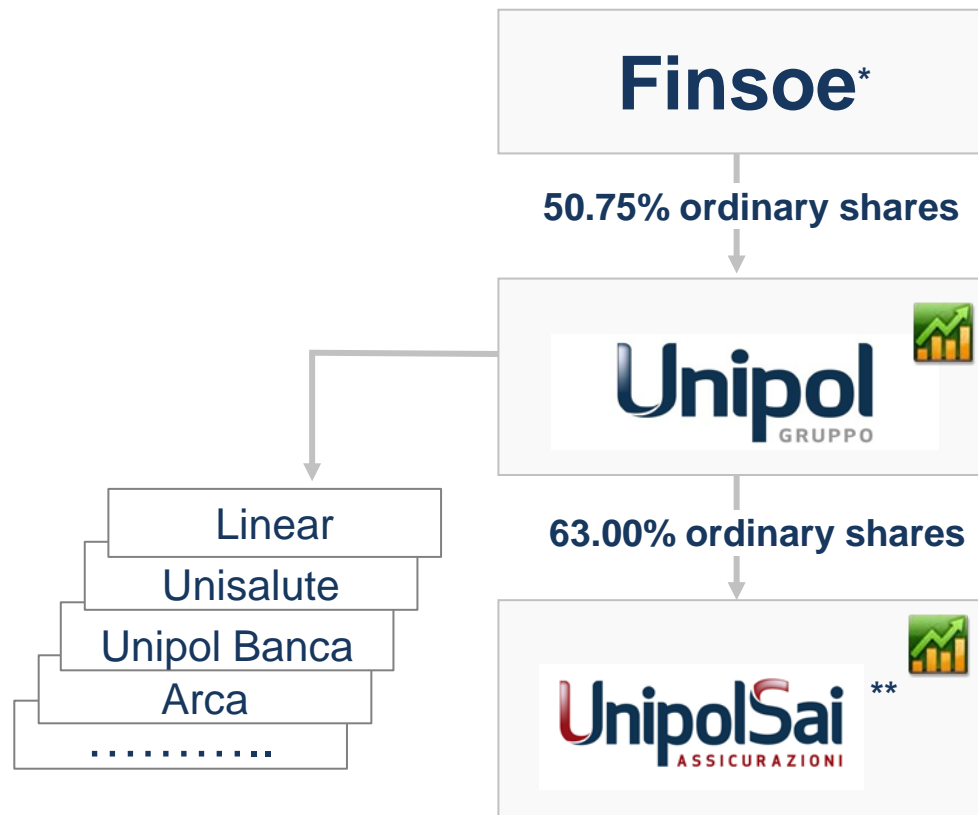 Finsoe*
50.75% ordinary shares
Unipol
GRUPPO
Linear
Unisalute
Unipol Banca
Arca
...........
63.00% ordinary shares
UnipolSai **
ASSICURAZIONI